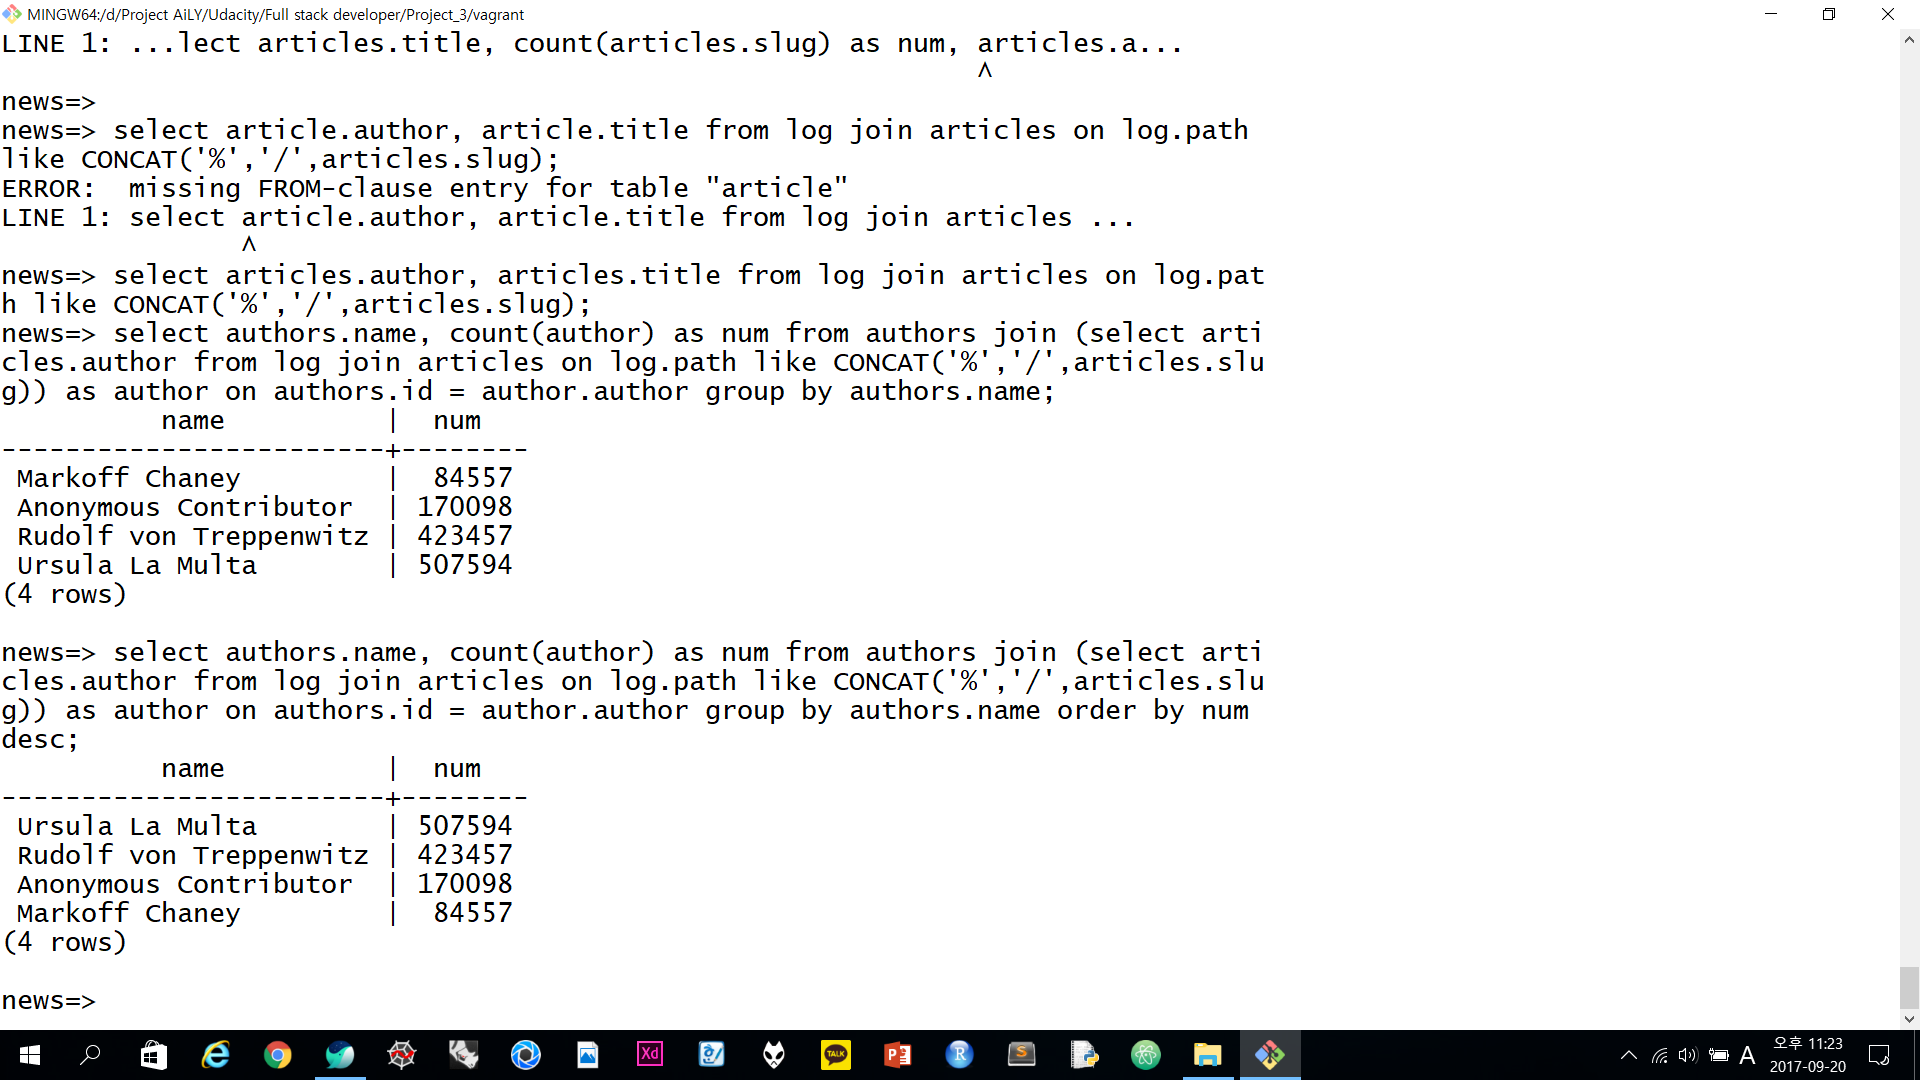 MINGW64:/d/Project AiLY/Udacity/Full stack developer/Project_3/vagrant
LINE 1: ...lect articles.title, count(articles.slug) as num, articles.a...
^
news=>
news=> select article.author, article.title from log join articles on log.path
like CONCAT('%','/',articles.slug);
ERROR:  missing FROM-clause entry for table "article"
LINE 1: select article.author, article.title from log join articles ...
^
news=> select articles.author, articles.title from log join articles on log.pat
h like CONCAT('%','/',articles.slug);
news=> select authors.name, count(author) as num from authors join (select arti
cles.author from log join articles on log.path like CONCAT('%','/',articles.slu
g)) as author on authors.id = author.author group by authors.name;
name | num
------------------------+--------
Markoff Chaney | 84557
Anonymous Contributor | 170098
Rudolf von Treppenwitz | 423457
Ursula La Multa | 507594
(4 rows)
news=> select authors.name, count(author) as num from authors join (select arti
cles.author from log join articles on log.path like CONCAT('%','/',articles.slu
g)) as author on authors.id = author.author group by authors.name order by num
desc;
name | num
------------------------+--------
Ursula La Multa | 507594
Rudolf von Treppenwitz | 423457
Anonymous Contributor | 170098
Markoff Chaney | 84557
(4 rows)
news=>
Xd
TALK
P
R
S
A
오후 11:23
2017-09-20